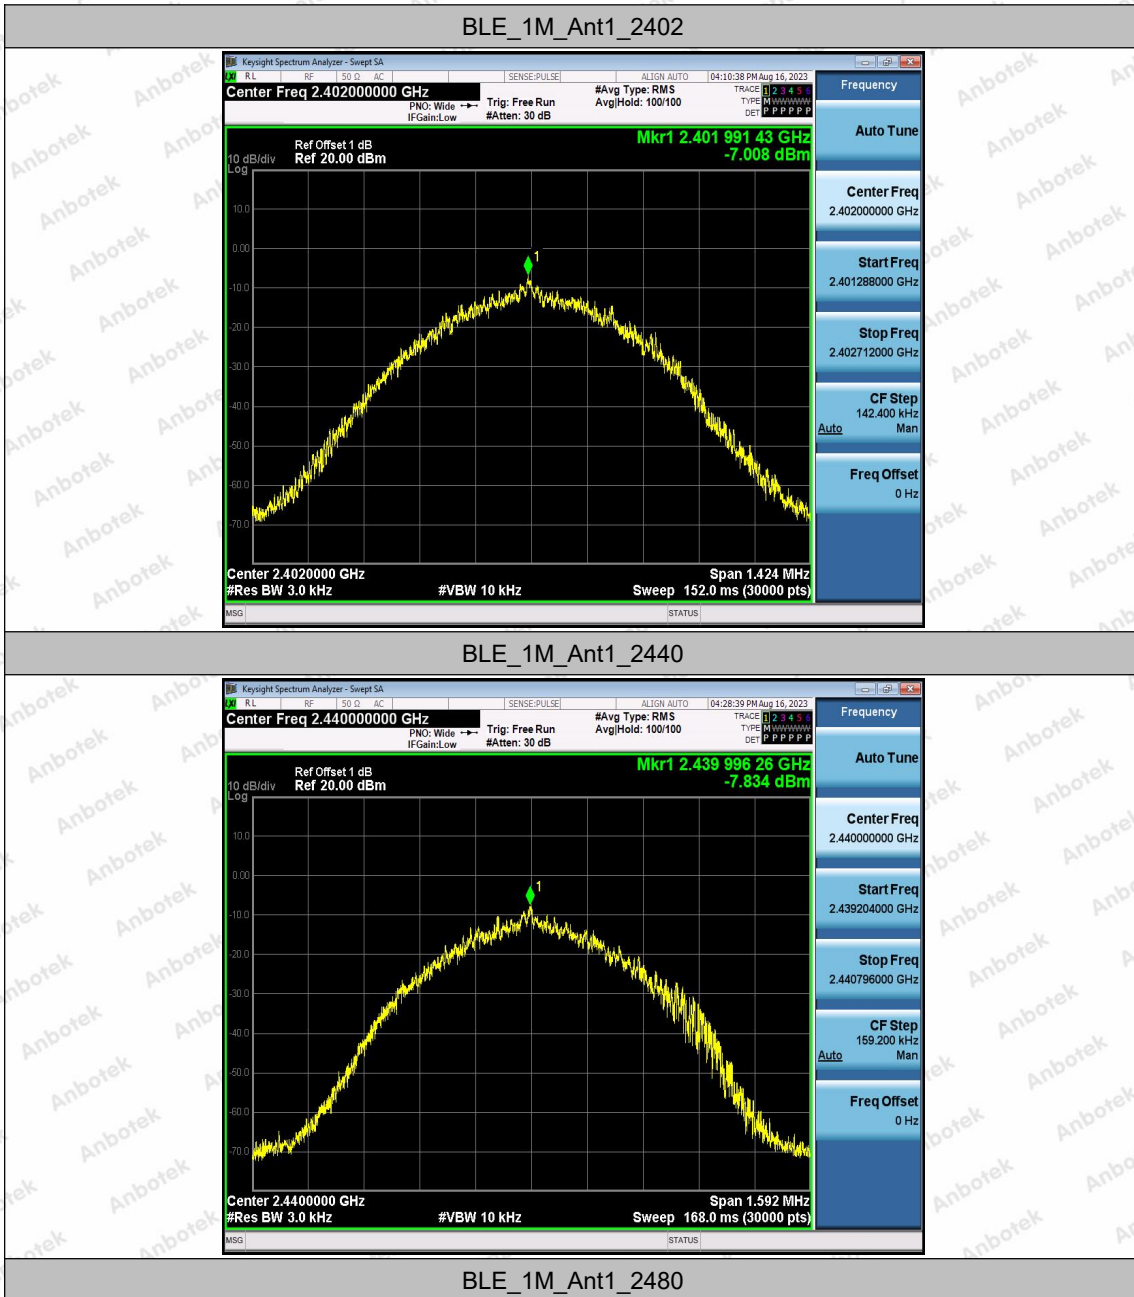 BLE_1M_Ant1_2402
Keysight Spectrum Analyzer - Swept SA
LXI RL RF 50 Ω AC SENSE:PULSE ALIGN AUTO 04:10:38 PM Aug 16, 2023
Center Freq 2.402000000 GHz
PNO: Wide
IFGain:Low
Trig: Free Run
#Atten: 30 dB
#Avg Type: RMS
Avg|Hold: 100/100
TRACE 1 2 3 4 5 6
TYPE M WWWWW
DET P P P P P P
Ref Offset 1 dB
10 dB/div Ref 20.00 dBm
Log
Mkr1 2.401 991 43 GHz
-7.008 dBm
10.0
0.00
-10.0
-20.0
-30.0
-40.0
-50.0
-60.0
-70.0
1
Center 2.4020000 GHz Span 1.424 MHz
#Res BW 3.0 kHz #VBW 10 kHz Sweep 152.0 ms (30000 pts)
MSG STATUS
Frequency
Auto Tune
Center Freq
2.402000000 GHz
Start Freq
2.401288000 GHz
Stop Freq
2.402712000 GHz
CF Step
142.400 kHz
Auto Man
Freq Offset
0 Hz
BLE_1M_Ant1_2440
Keysight Spectrum Analyzer - Swept SA
LXI RL RF 50 Ω AC SENSE:PULSE ALIGN AUTO 04:28:39 PM Aug 16, 2023
Center Freq 2.440000000 GHz
PNO: Wide
IFGain:Low
Trig: Free Run
#Atten: 30 dB
#Avg Type: RMS
Avg|Hold: 100/100
TRACE 1 2 3 4 5 6
TYPE M WWWWW
DET P P P P P P
Ref Offset 1 dB
10 dB/div Ref 20.00 dBm
Log
Mkr1 2.439 996 26 GHz
-7.834 dBm
10.0
0.00
-10.0
-20.0
-30.0
-40.0
-60.0
-70.0
1
Center 2.4400000 GHz Span 1.592 MHz
#Res BW 3.0 kHz #VBW 10 kHz Sweep 168.0 ms (30000 pts)
MSG STATUS
Frequency
Auto Tune
Center Freq
2.440000000 GHz
Start Freq
2.439204000 GHz
Stop Freq
2.440796000 GHz
CF Step
159.200 kHz
Auto Man
Freq Offset
0 Hz
BLE_1M_Ant1_2480
Anbotek